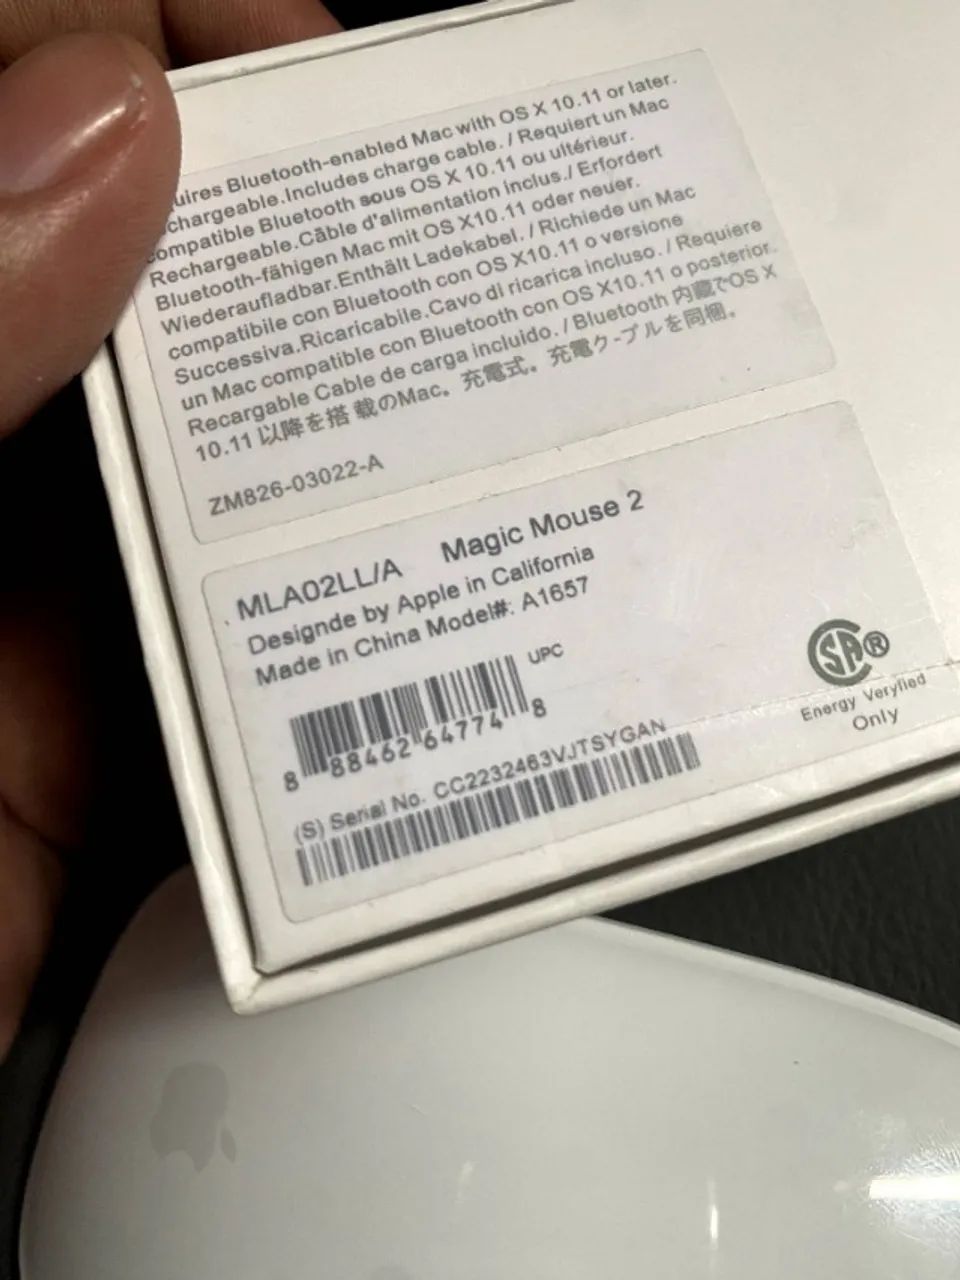 uires Bluetooth-enabled Mac with OS X 10.11 or later.
chargeable.Includes charge cable. / Requiert un Mac
compatible Bluetooth sous OS X 10.11 ou ultérieur.
Rechargeable.Câble d'alimentation inclus./ Erfordert
Bluetooth-fähigen Mac mit OS X10.11 oder neuer.
Wiederaufladbar.Enthält Ladekabel. / Richiede un Mac
compatibile con Bluetooth con OS X10.11 o versione
Successiva.Ricaricabile.Cavo di ricarica incluso. / Requiere
un Mac compatible con Bluetooth con OS X10.11 o posterior.
Recargable Cable de carga incluido. / Bluetooth 内蔵でOS X
10.11 以降を搭 載のMac。充電式。充電ケ-ブルを同梱。
ZM826-03022-A
MLA02LL/A Magic Mouse 2
Designde by Apple in California
Made in China Model#: A1657
UPC
8 88462 64774 8
(S) Serial No. CC2232463VJTSYGAN
SA®
Energy Veryfied
Only